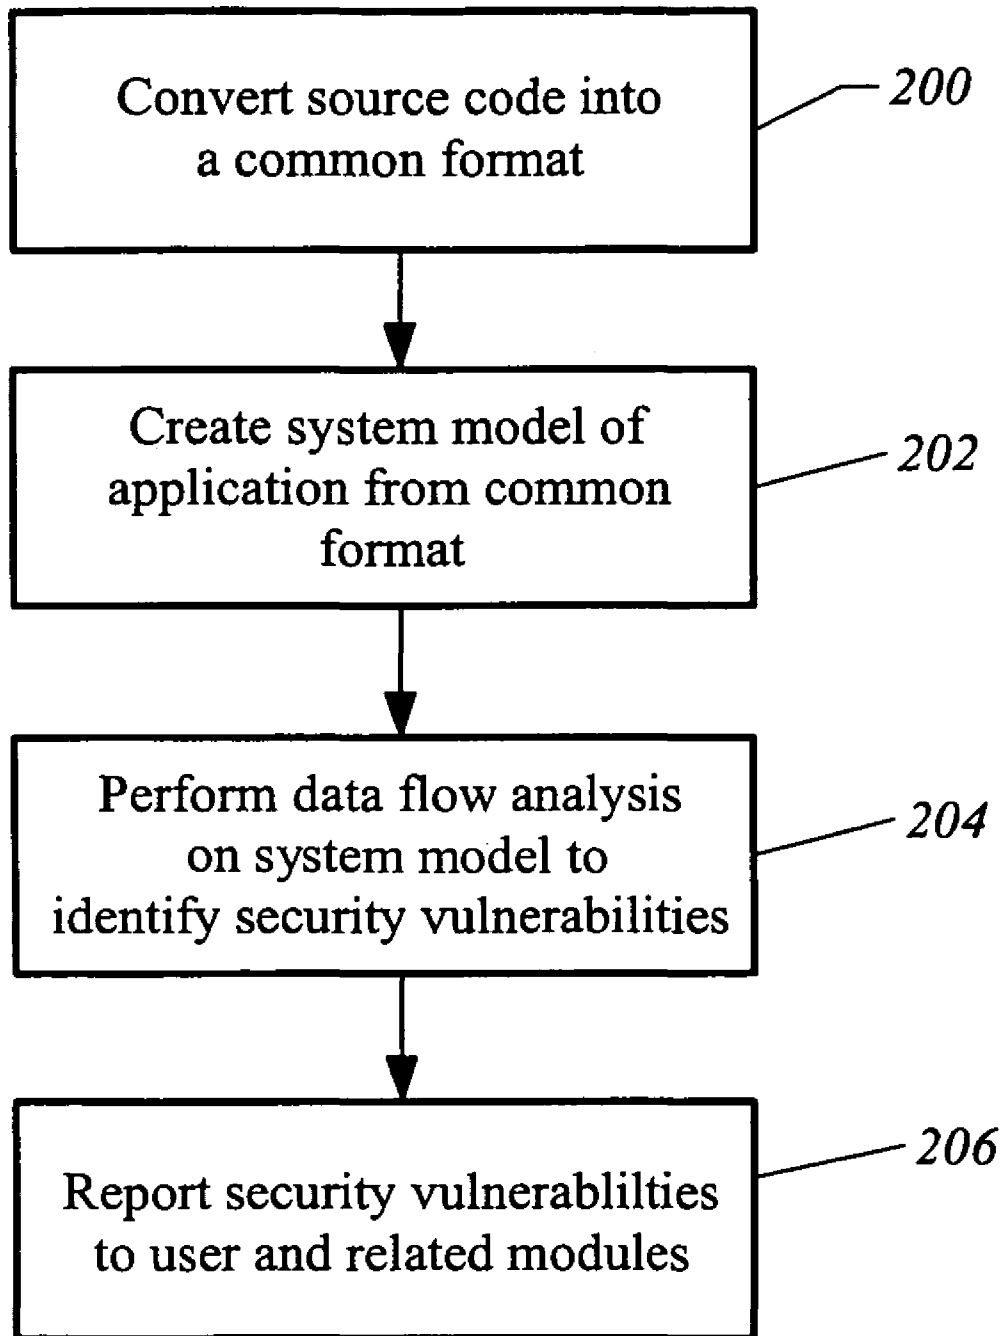 Convert source code into
a common format
200
Create system model of
application from common
format
202
Perform data flow analysis
on system model to
identify security vulnerabilities
204
Report security vulnerablilties
to user and related modules
206